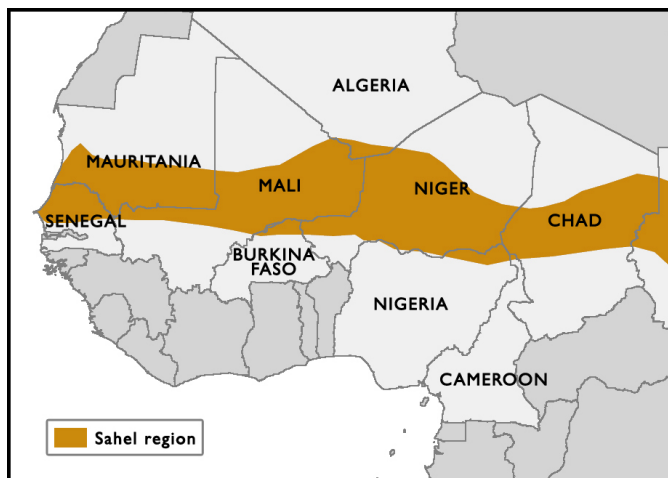 ALGERIA
MAURITANIA
MALI
NIGER
SENEGAL
CHAD
BURKINA
FASO
NIGERIA
CAMEROON
Sahel region